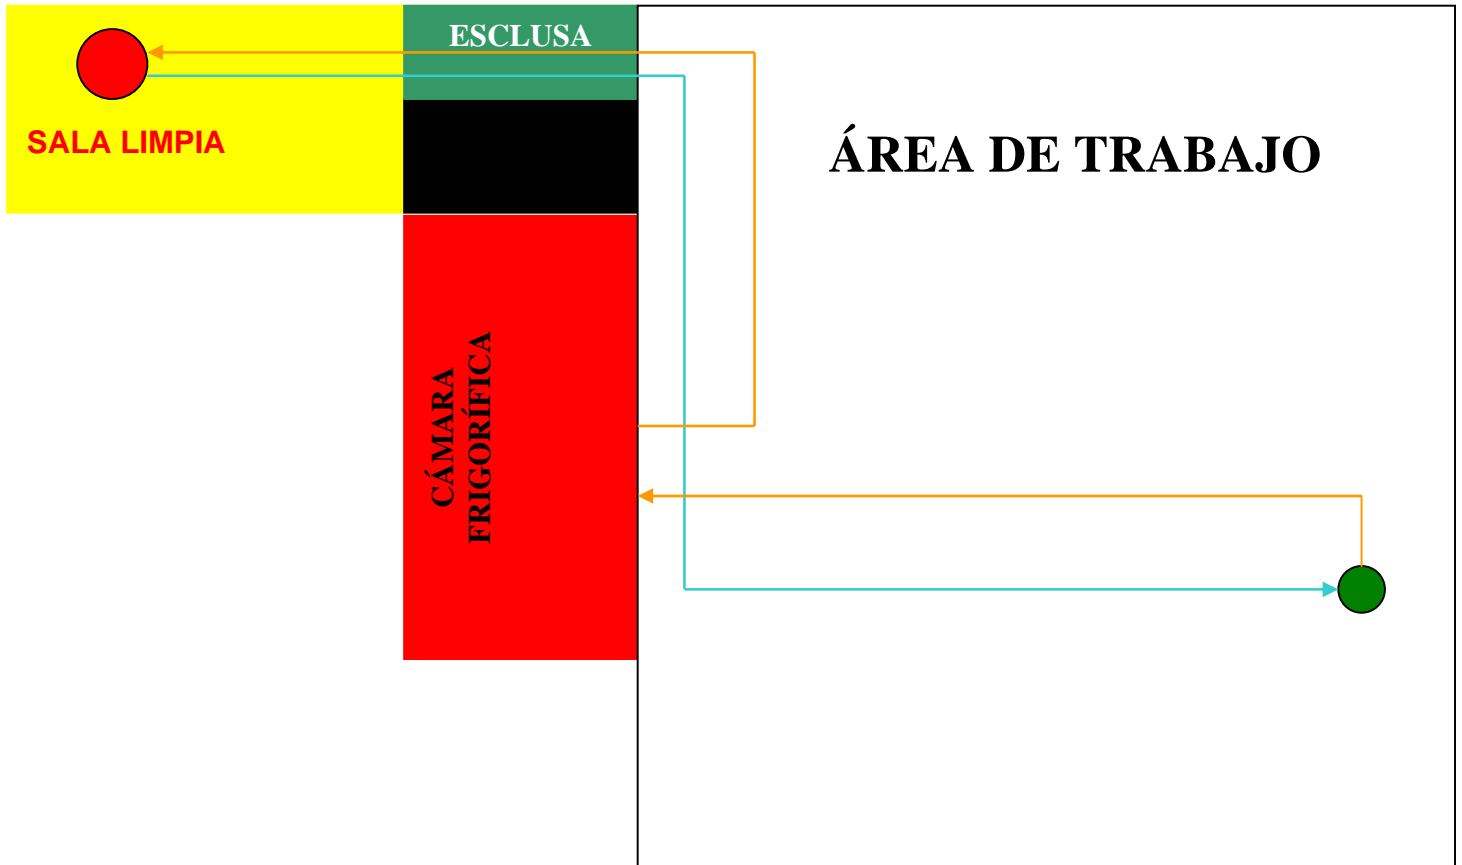 ESCLUSA
SALA LIMPIA
ÁREA DE TRABAJO
CÁMARA
FRIGORÍFICA